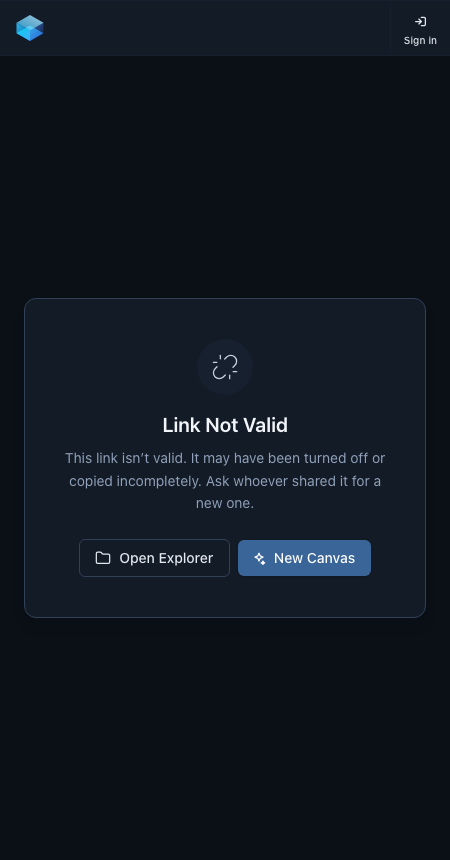 Sign in
Link Not Valid
This link isn't valid. It may have been turned off or
copied incompletely. Ask whoever shared it for a
new one.
Open Explorer
New Canvas